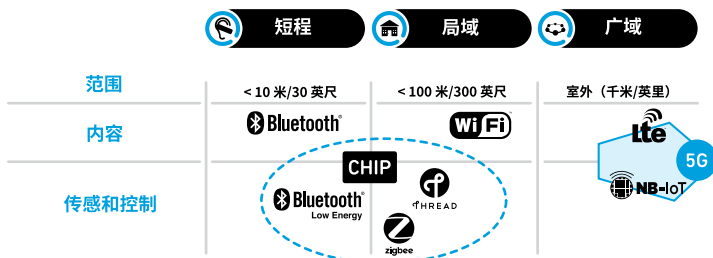 短程 局域 广域
范围 < 10 米/30 英尺 < 100 米/300 英尺 室外（千米/英里）
内容 Bluetooth® WiFi Lte
5G
CHIP
传感和控制 Bluetooth® THREAD NB-IoT
Low Energy
zigbee